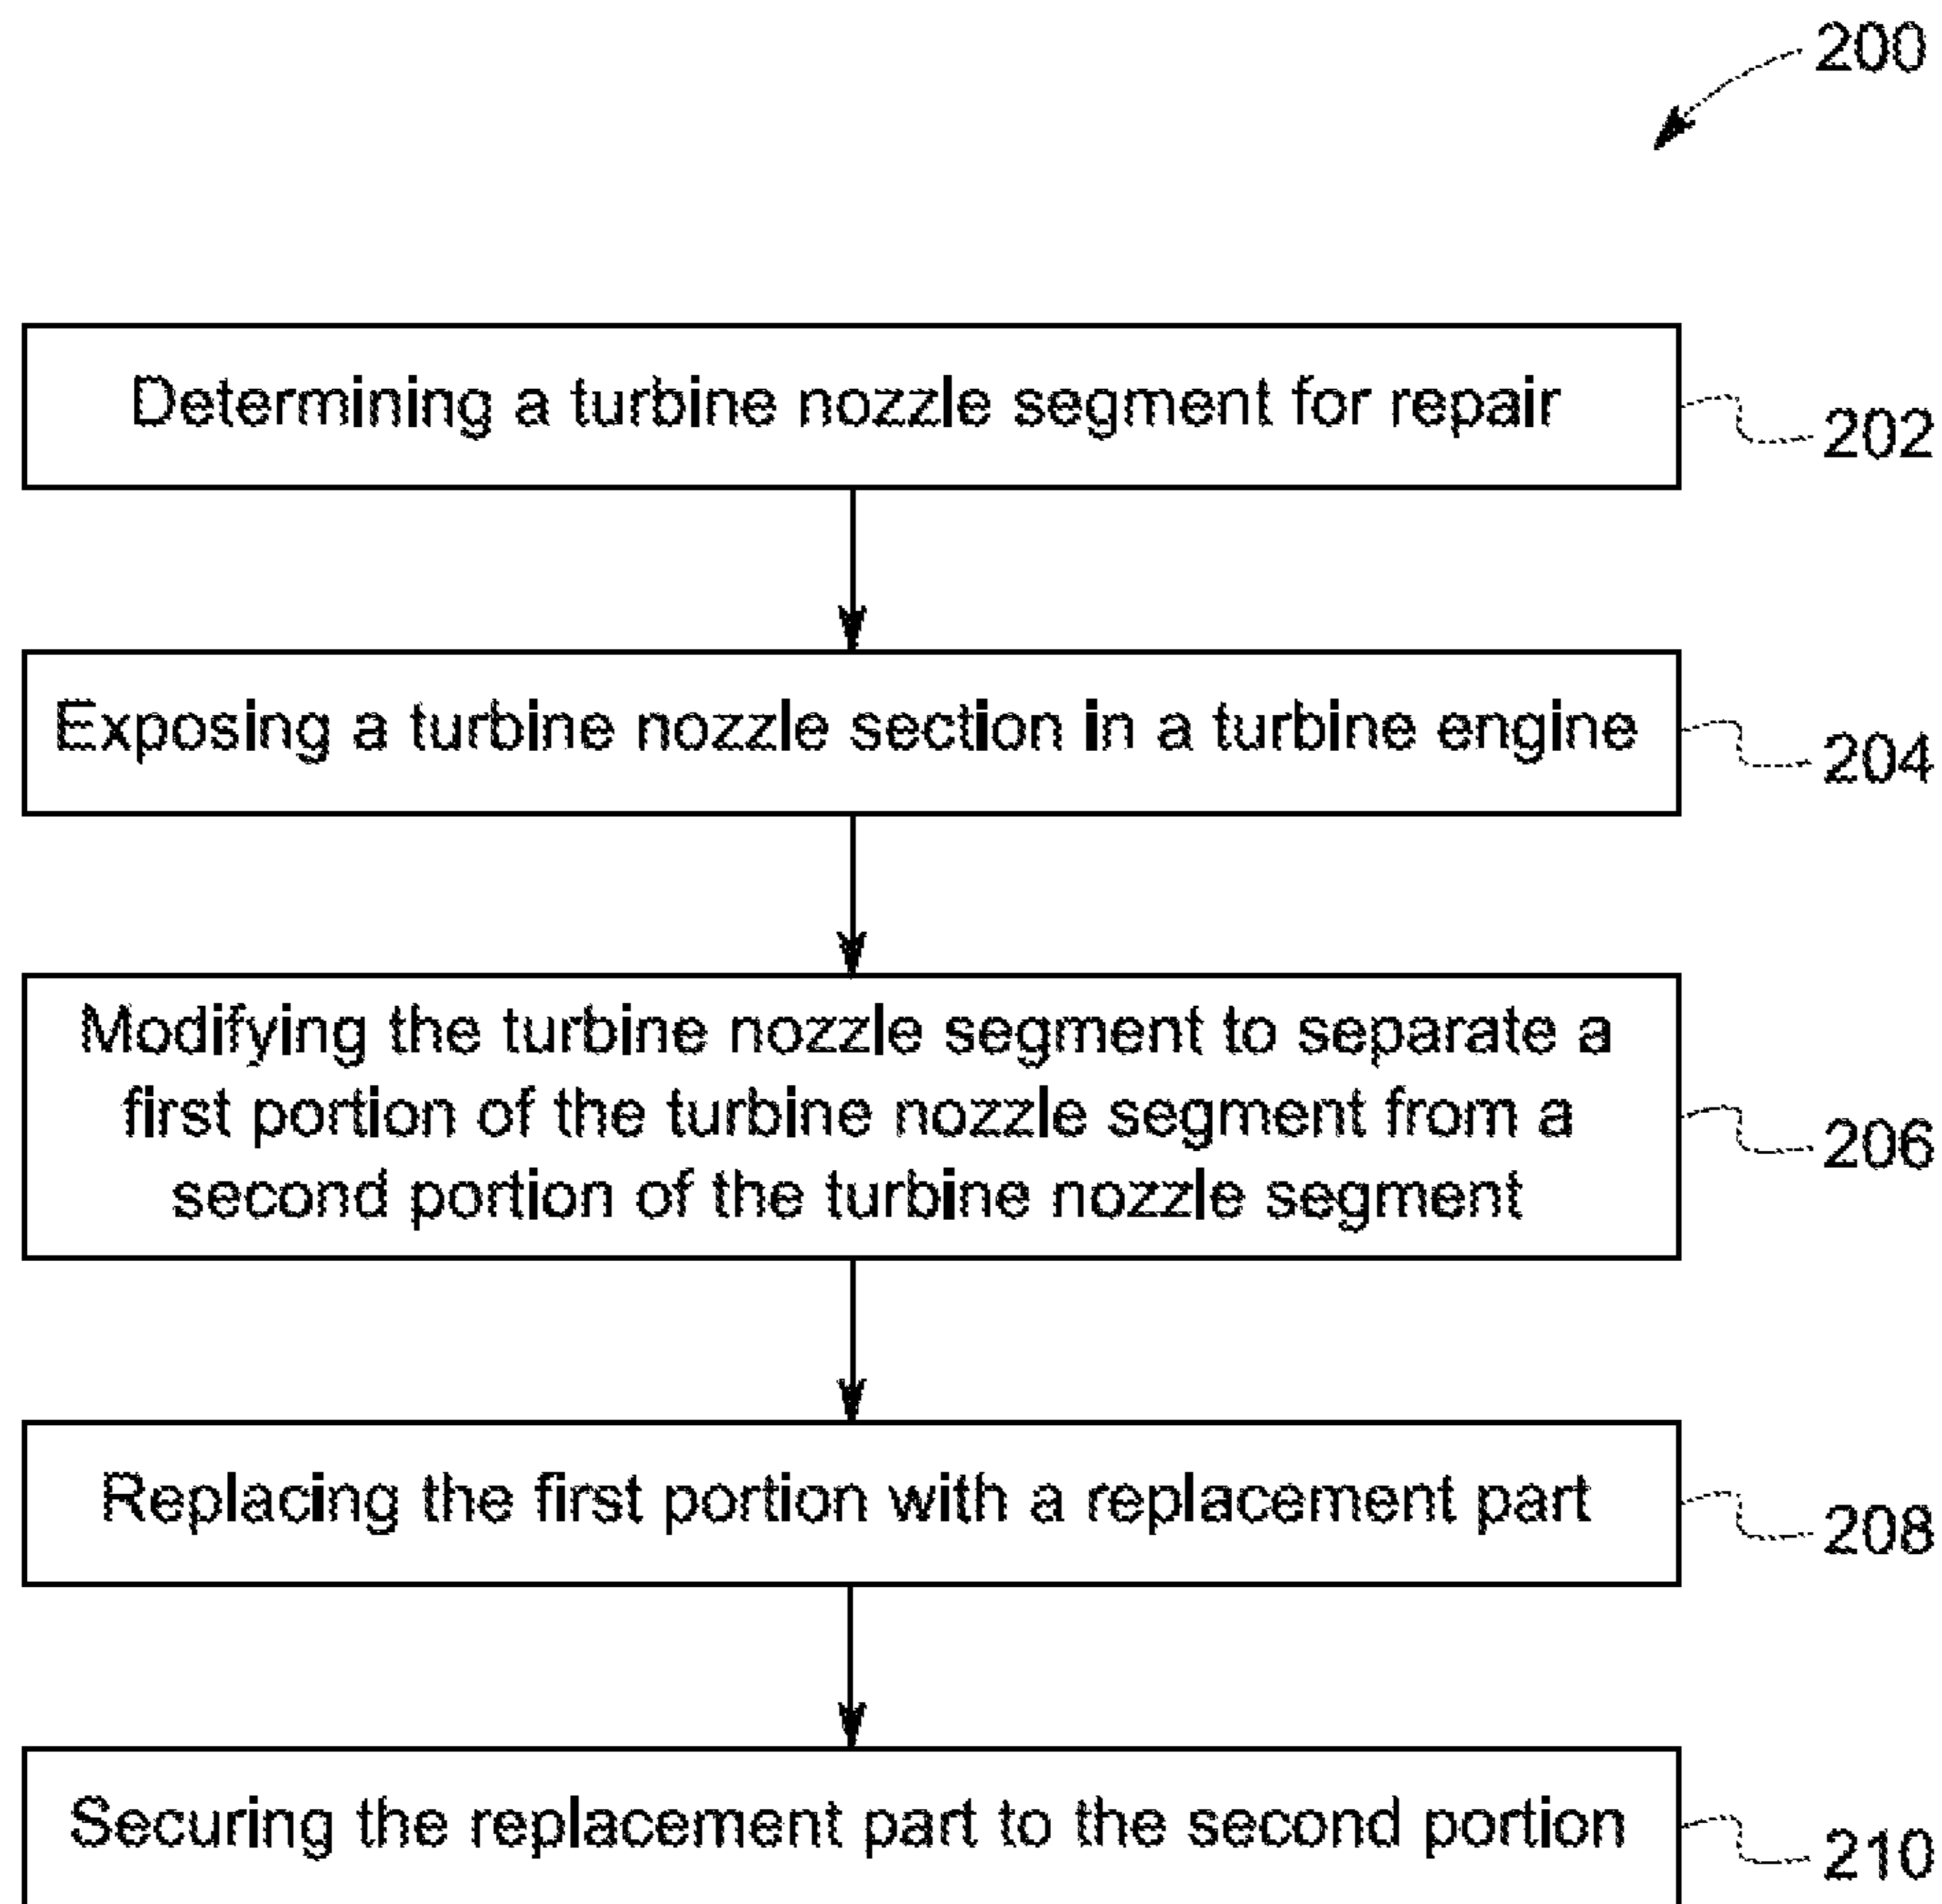 200
Determining a turbine nozzle segment for repair
202
Exposing a turbine nozzle section in a turbine engine
204
Modifying the turbine nozzle segment to separate a
first portion of the turbine nozzle segment from a
second portion of the turbine nozzle segment
206
Replacing the first portion with a replacement part
208
Securing the replacement part to the second portion
210